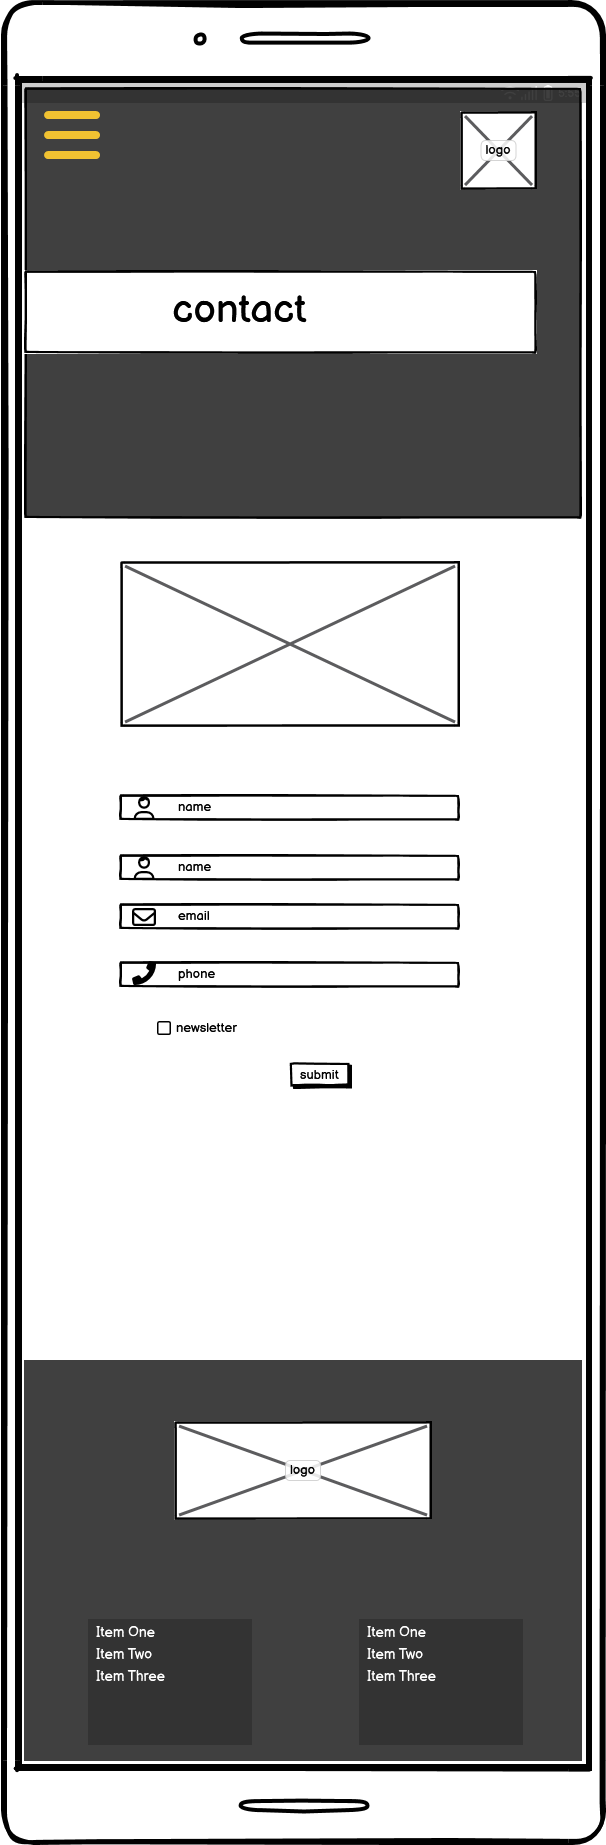 logo
contact
name
name
email
phone
newsletter
submit
logo
Item One
Item Two
Item Three
Item One
Item Two
Item Three